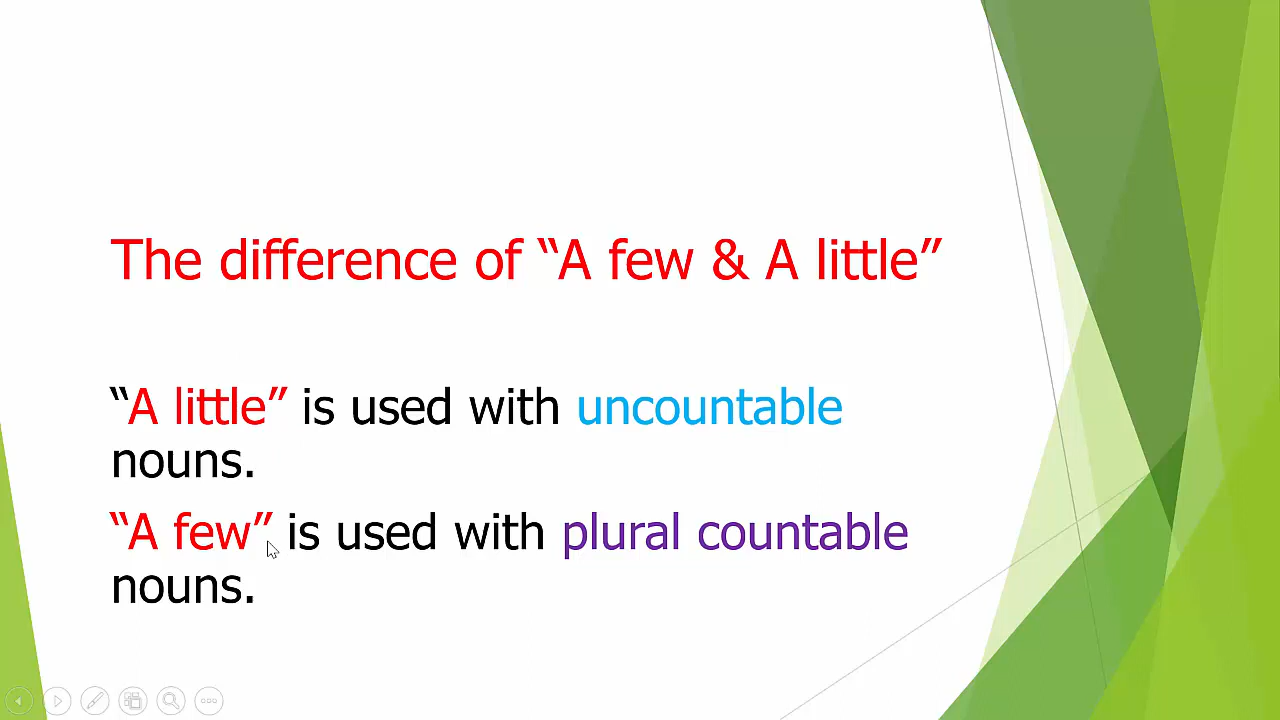 The difference of “A few & A little”
“A little” is used with uncountable
nouns.
“A few” is used with plural countable
nouns.